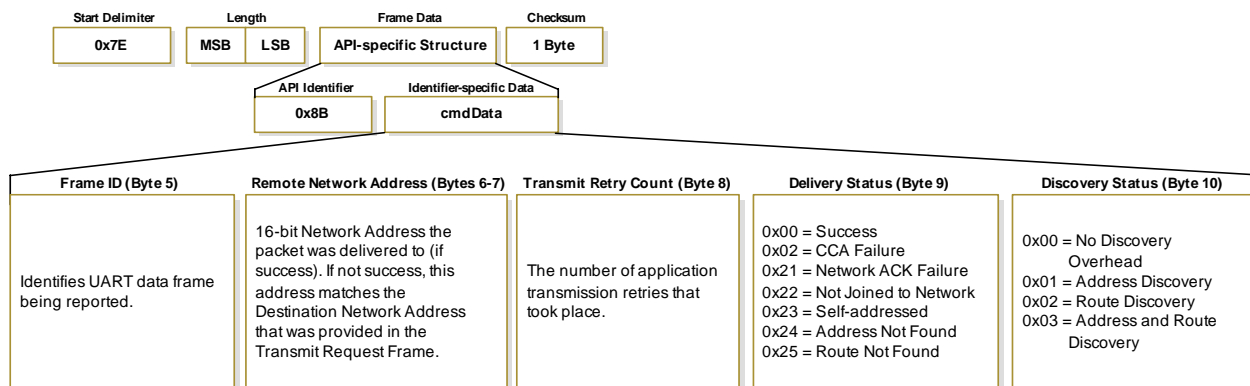 Start Delimiter
Length
Frame Data
Checksum
0x7E
MSB
LSB
API-specific Structure
1 Byte
API Identifier
Identifier-specific Data
0x8B
cmdData
Frame ID (Byte 5)
Remote Network Address (Bytes 6-7)
Transmit Retry Count (Byte 8)
Delivery Status (Byte 9)
Discovery Status (Byte 10)
Identifies UART data frame
being reported.
16-bit Network Address the
packet was delivered to (if
success). If not success, this
address matches the
Destination Network Address
that was provided in the
Transmit Request Frame.
The number of application
transmission retries that
took place.
0x00 = Success
0x02 = CCA Failure
0x21 = Network ACK Failure
0x22 = Not Joined to Network
0x23 = Self-addressed
0x24 = Address Not Found
0x25 = Route Not Found
0x00 = No Discovery
Overhead
0x01 = Address Discovery
0x02 = Route Discovery
0x03 = Address and Route
Discovery